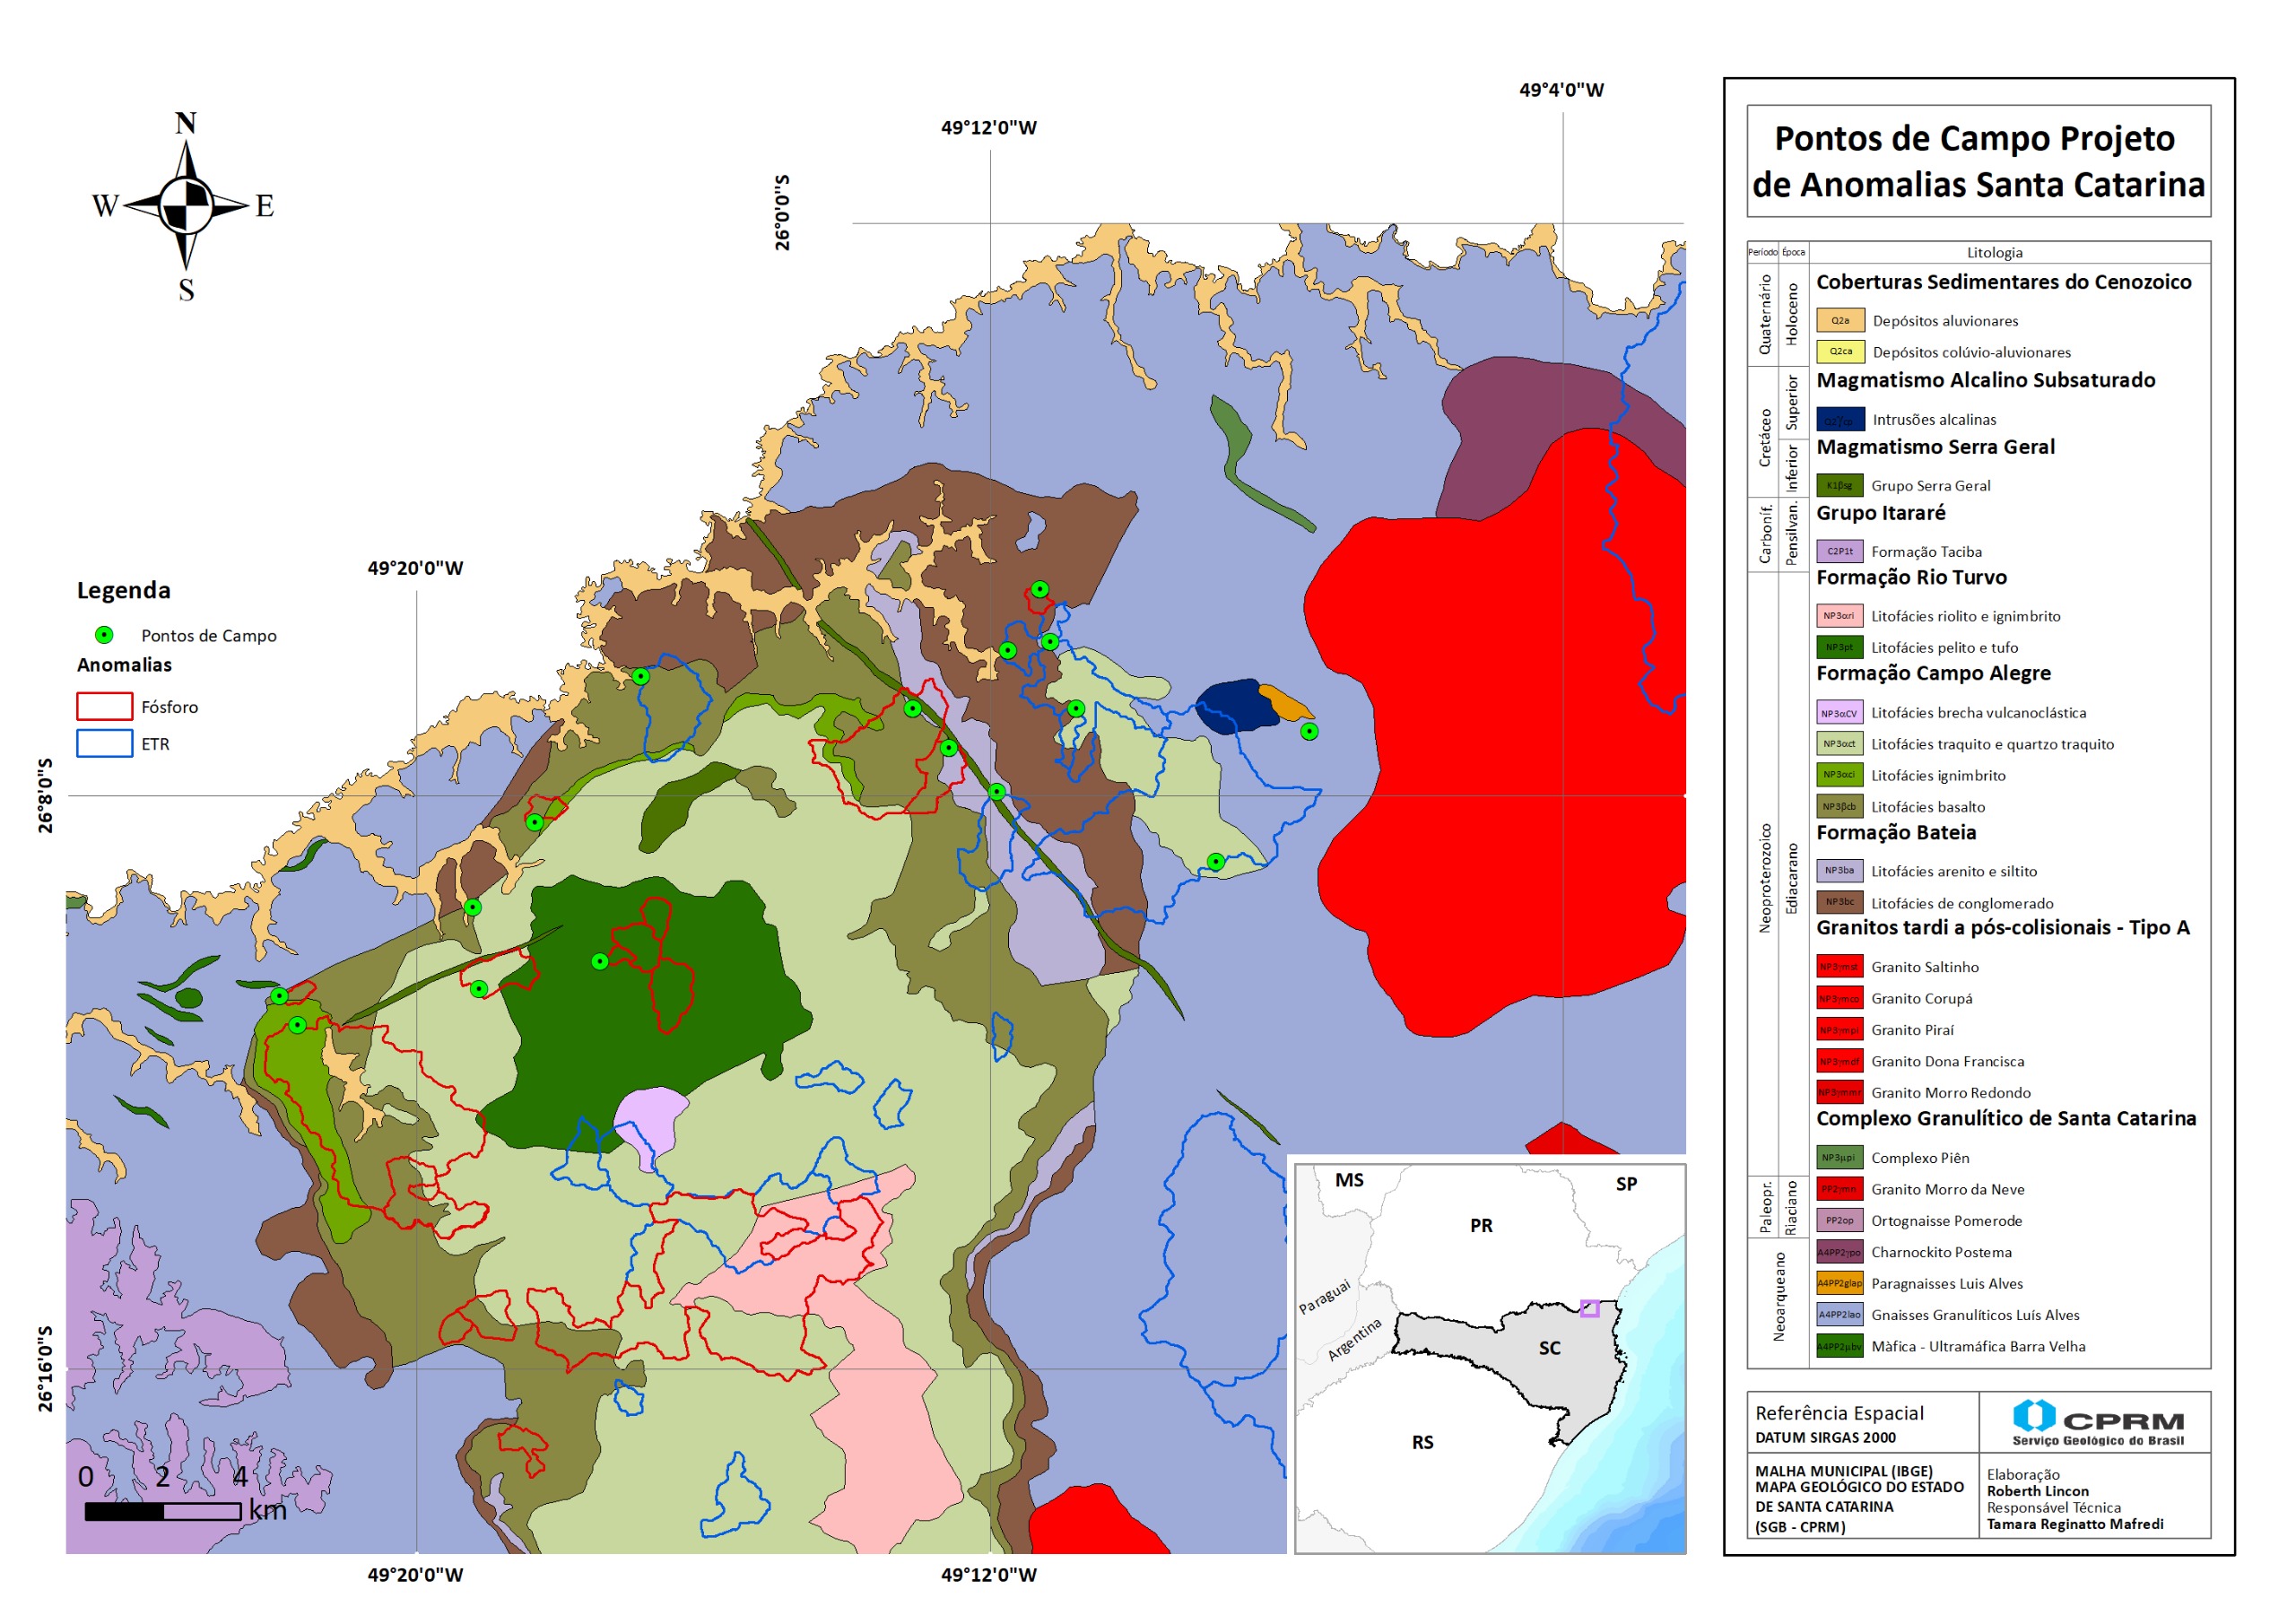 49°4'0"W
49°12'0"W
26°0'0"S
N
W
E
S
49°20'0"W
Legenda
Pontos de Campo
Anomalias
Fósforo
ETR
26°8'0"S
26°16'0"S
0 2 4
km
49°20'0"W
49°12'0"W
MS
SP
PR
Paraguai
Argentina
SC
RS
Pontos de Campo Projeto
de Anomalias Santa Catarina
Período Época Litologia
Quaternário
Holoceno
Coberturas Sedimentares do Cenozoico
Q2a Depósitos aluvionares
Q2ca Depósitos colúvio-aluvionares
Cretáceo
Superior
Magmatismo Alcalino Subsaturado
Intrusões alcalinas
Inferior
Magmatismo Serra Geral
K1βsg Grupo Serra Geral
Carboníf.
Pensilvan.
Grupo Itararé
C2P1t Formação Taciba
Neoproterozoico
Ediacarano
Formação Rio Turvo
NP3αri Litofácies riolito e ignimbrito
NP3pt Litofácies pelito e tufo
Formação Campo Alegre
NP3αCV Litofácies brecha vulcanoclástica
NP3αct Litofácies traquito e quartzo traquito
NP3αci Litofácies ignimbrito
NP3βcb Litofácies basalto
Formação Bateia
NP3ba Litofácies arenito e siltito
NP3bc Litofácies de conglomerado
Granitos tardi a pós-colisionais - Tipo A
NP3γmst Granito Saltinho
NP3γmco Granito Corupá
NP3γmpi Granito Piraí
NP3γmdf Granito Dona Francisca
NP3γmmr Granito Morro Redondo
Complexo Granulítico de Santa Catarina
NP3μpi Complexo Piên
Paleopr.
Riaciano
PP2γmn Granito Morro da Neve
PP2op Ortognaisse Pomerode
Neoarqueano
A4PP2γpo Charnockito Postema
A4PP2glap Paragnaisses Luis Alves
A4PP2lao Gnaisses Granulíticos Luís Alves
A4PP2μbv Màfica - Ultramáfica Barra Velha
Referência Espacial
DATUM SIRGAS 2000
CPRM
Serviço Geológico do Brasil
MALHA MUNICIPAL (IBGE)
MAPA GEOLÓGICO DO ESTADO
DE SANTA CATARINA
(SGB - CPRM)
Elaboração
Roberth Lincon
Responsável Técnica
Tamara Reginatto Mafredi